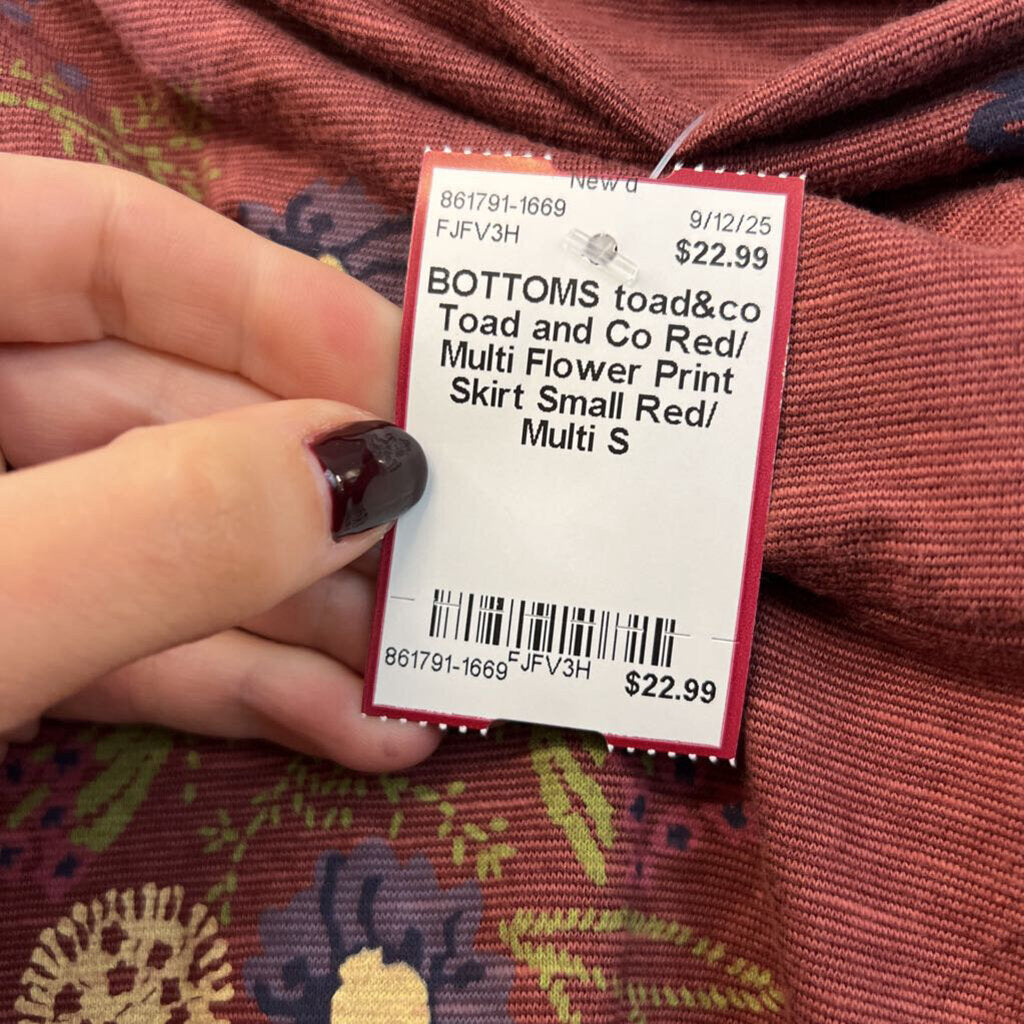 861791-1669
9/12/25
FJFV3H
$22.99
BOTTOMS toad&co
Toad and Co Red/
Multi Flower Print
Skirt Small Red/
Multi S
861791-1669
FJFV3H
$22.99